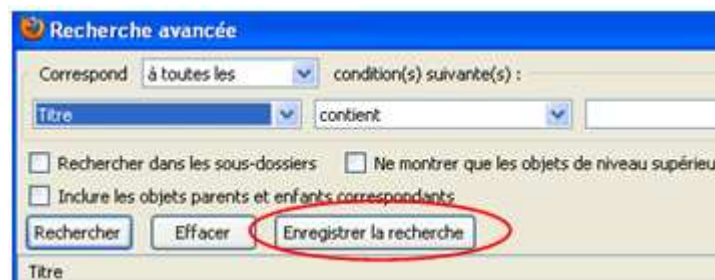 Recherche avancée
Correspond à toutes les condition(s) suivante(s) :
Titre contient
Rechercher dans les sous-dossiers Ne montrer que les objets de niveau supérieu
Inclure les objets parents et enfants correspondants
Rechercher Effacer Enregistrer la recherche
Titre